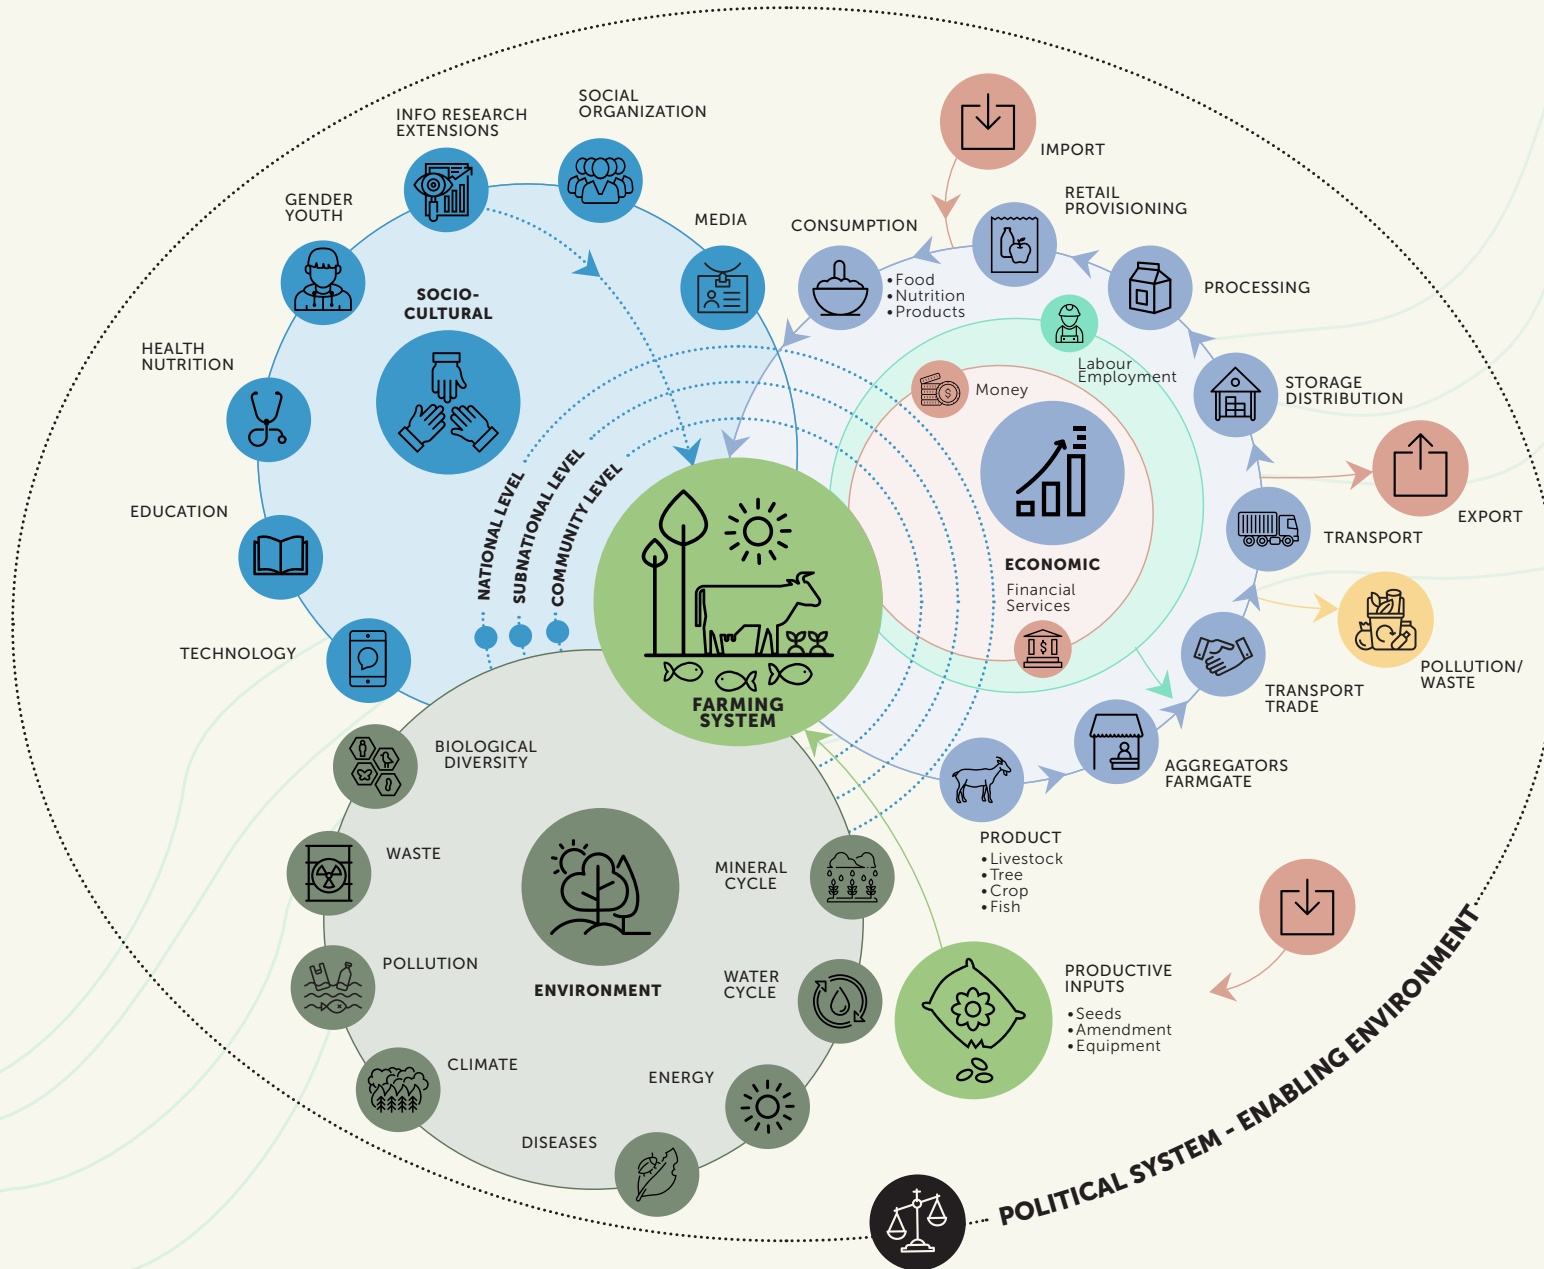 SOCIAL
ORGANIZATION
INFO RESEARCH
EXTENSIONS
GENDER
YOUTH
MEDIA
HEALTH
NUTRITION
SOCIO-
CULTURAL
EDUCATION
TECHNOLOGY
NATIONAL LEVEL
SUBNATIONAL LEVEL
COMMUNITY LEVEL
IMPORT
RETAIL
PROVISIONING
CONSUMPTION
•Food
•Nutrition
•Products
PROCESSING
Labour
Employment
Money
STORAGE
DISTRIBUTION
EXPORT
TRANSPORT
ECONOMIC
Financial
Services
$
$
POLLUTION/
WASTE
TRANSPORT
TRADE
AGGREGATORS
FARMGATE
PRODUCT
•Livestock
•Tree
•Crop
•Fish
FARMING
SYSTEM
BIOLOGICAL
DIVERSITY
WASTE
POLLUTION
CLIMATE
DISEASES
ENERGY
WATER
CYCLE
MINERAL
CYCLE
ENVIRONMENT
PRODUCTIVE
INPUTS
•Seeds
•Amendment
•Equipment
POLITICAL SYSTEM - ENABLING ENVIRONMENT